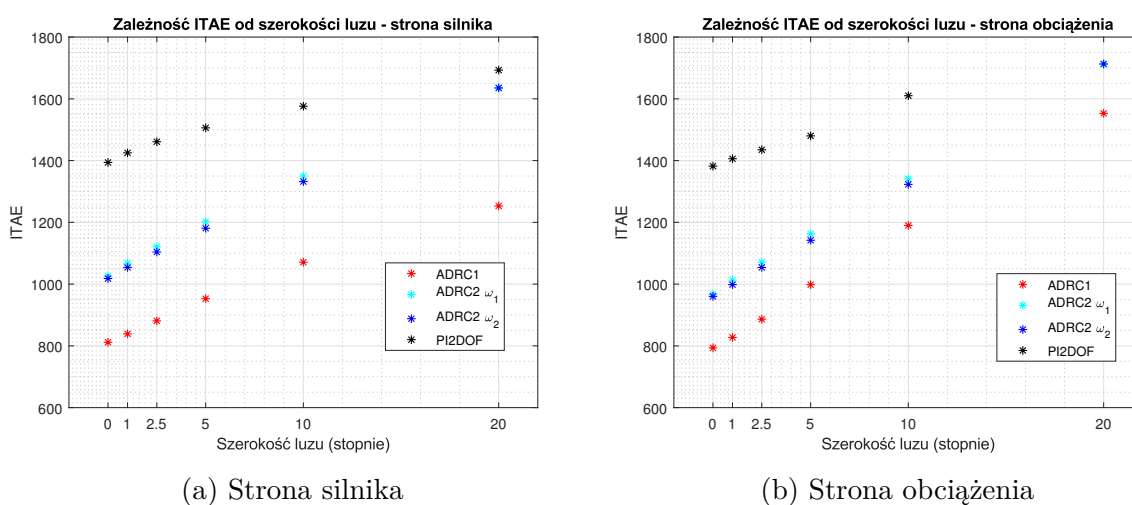 Zależność ITAE od szerokości luzu - strona silnika
1800
1600
1400
1200
1000
800
600
ITAE
0 1 2.5 5 10 20
Szerokość luzu (stopnie)
ADRC1
ADRC2 ω₁
ADRC2 ω₂
PI2DOF
(a) Strona silnika
Zależność ITAE od szerokości luzu - strona obciążenia
1800
1600
1400
1200
1000
800
600
ITAE
0 1 2.5 5 10 20
Szerokość luzu (stopnie)
ADRC1
ADRC2 ω₁
ADRC2 ω₂
PI2DOF
(b) Strona obciążenia